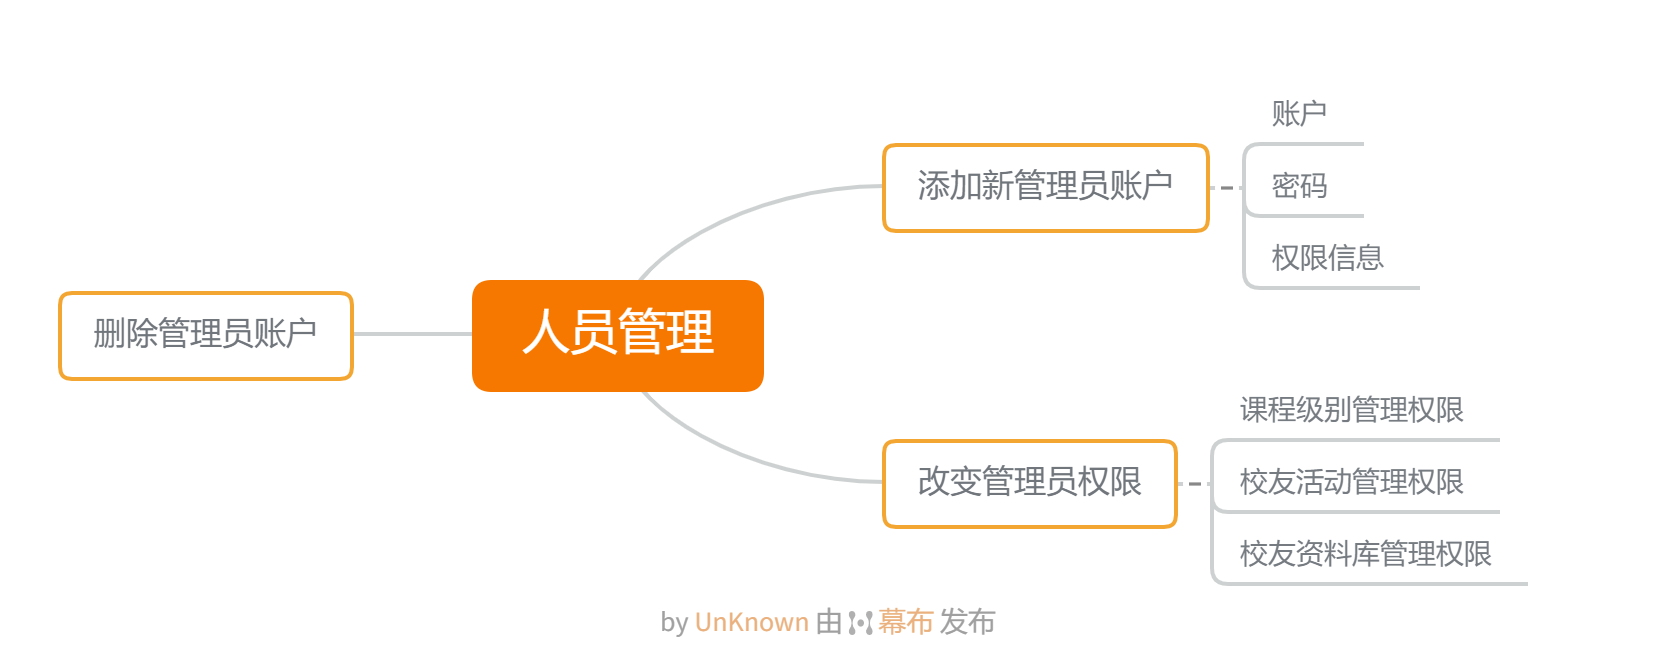 人员管理
添加新管理员账户
账户
密码
权限信息
改变管理员权限
课程级别管理权限
校友活动管理权限
校友资料库管理权限
删除管理员账户
by UnKnown 由 幕布 发布